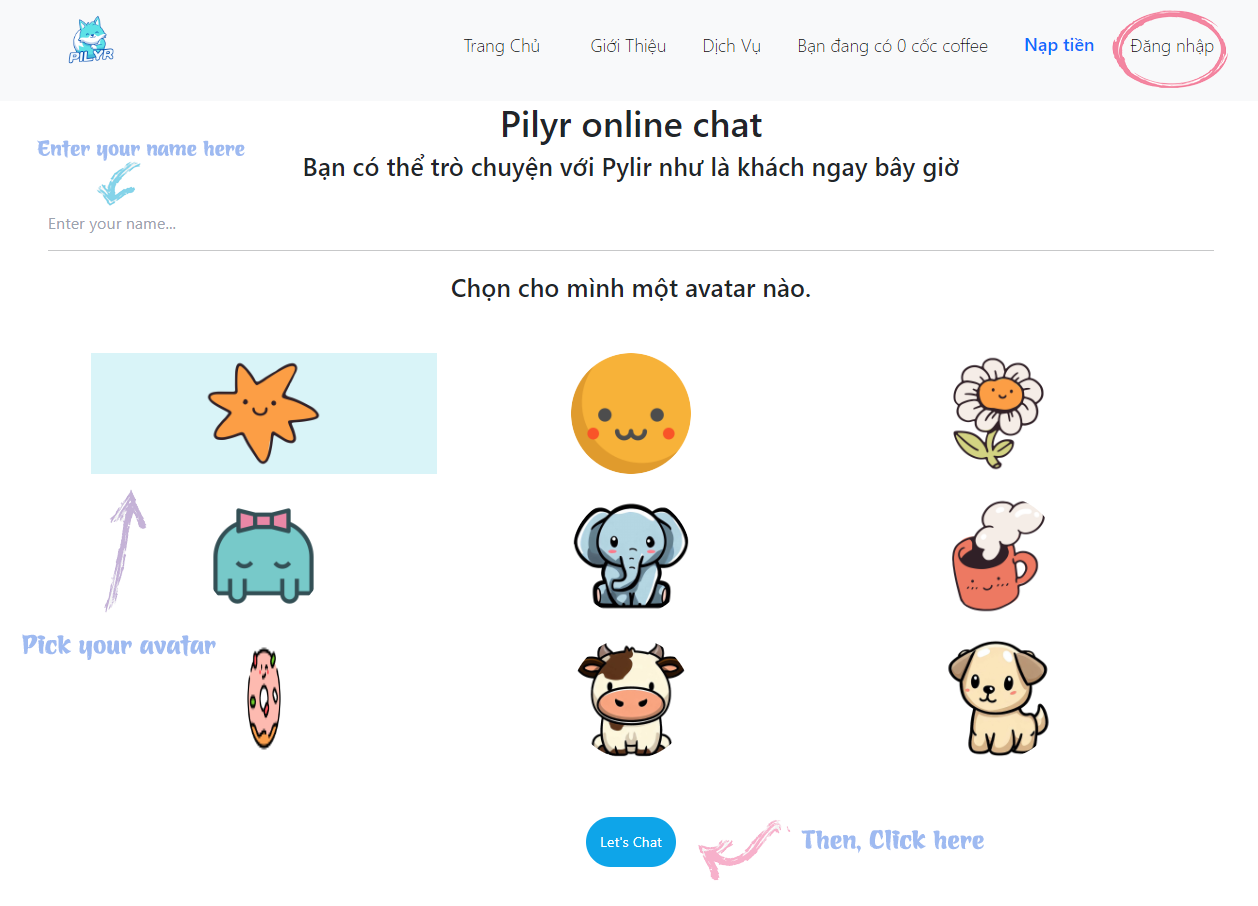 PILYR
Trang Chủ Giới Thiệu Dịch Vụ Bạn đang có 0 cốc coffee Nạp tiền Đăng nhập
Pilyr online chat
Enter your name here
Bạn có thể trò chuyện với Pylir như là khách ngay bây giờ
Enter your name...
Chọn cho mình một avatar nào.
Pick your avatar
Let's Chat
Then, Click here